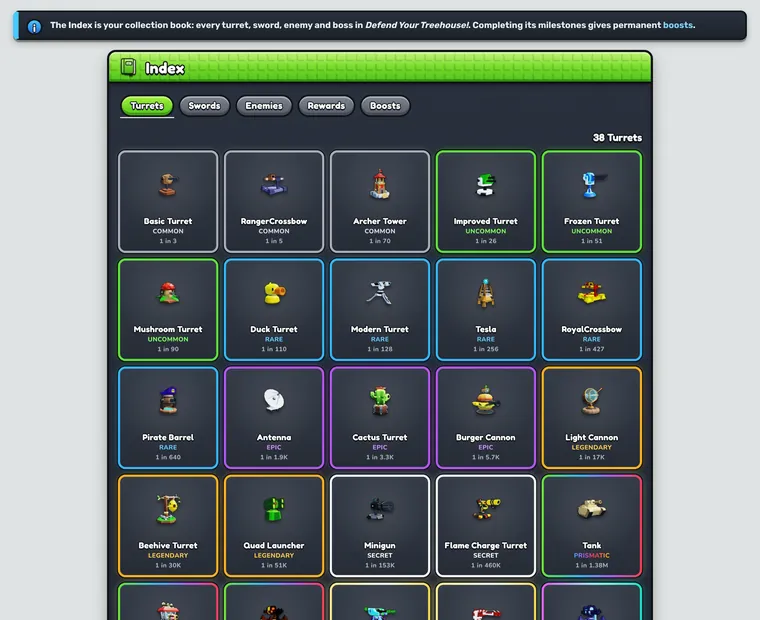 The Index is your collection book: every turret, sword, enemy and boss in Defend Your Treehouse!. Completing its milestones gives permanent boosts.
Index
Turrets Swords Enemies Rewards Boosts
38 Turrets
Basic Turret RangerCrossbow Archer Tower Improved Turret Frozen Turret
COMMON COMMON COMMON UNCOMMON UNCOMMON
1 in 3 1 in 5 1 in 70 1 in 26 1 in 51
Mushroom Turret Duck Turret Modern Turret Tesla RoyalCrossbow
UNCOMMON RARE RARE RARE RARE
1 in 90 1 in 110 1 in 128 1 in 256 1 in 427
Pirate Barrel Antenna Cactus Turret Burger Cannon Light Cannon
RARE EPIC EPIC EPIC LEGENDARY
1 in 640 1 in 1.9K 1 in 3.3K 1 in 5.7K 1 in 17K
Beehive Turret Quad Launcher Minigun Flame Charge Turret Tank
LEGENDARY LEGENDARY SECRET SECRET PRISMATIC
1 in 30K 1 in 51K 1 in 153K 1 in 460K 1 in 1.38M